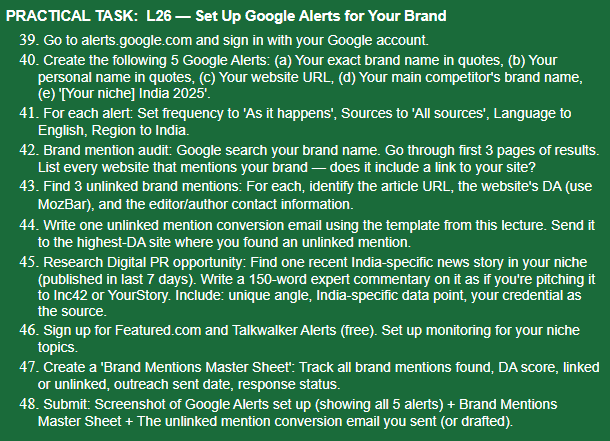 PRACTICAL TASK:  L26 — Set Up Google Alerts for Your Brand
39. Go to alerts.google.com and sign in with your Google account.
40. Create the following 5 Google Alerts: (a) Your exact brand name in quotes, (b) Your
personal name in quotes, (c) Your website URL, (d) Your main competitor's brand name,
(e) '[Your niche] India 2025'.
41. For each alert: Set frequency to 'As it happens', Sources to 'All sources', Language to
English, Region to India.
42. Brand mention audit: Google search your brand name. Go through first 3 pages of results.
List every website that mentions your brand — does it include a link to your site?
43. Find 3 unlinked brand mentions: For each, identify the article URL, the website's DA (use
MozBar), and the editor/author contact information.
44. Write one unlinked mention conversion email using the template from this lecture. Send it
to the highest-DA site where you found an unlinked mention.
45. Research Digital PR opportunity: Find one recent India-specific news story in your niche
(published in last 7 days). Write a 150-word expert commentary on it as if you're pitching it
to Inc42 or YourStory. Include: unique angle, India-specific data point, your credential as
the source.
46. Sign up for Featured.com and Talkwalker Alerts (free). Set up monitoring for your niche
topics.
47. Create a 'Brand Mentions Master Sheet': Track all brand mentions found, DA score, linked
or unlinked, outreach sent date, response status.
48. Submit: Screenshot of Google Alerts set up (showing all 5 alerts) + Brand Mentions
Master Sheet + The unlinked mention conversion email you sent (or drafted).